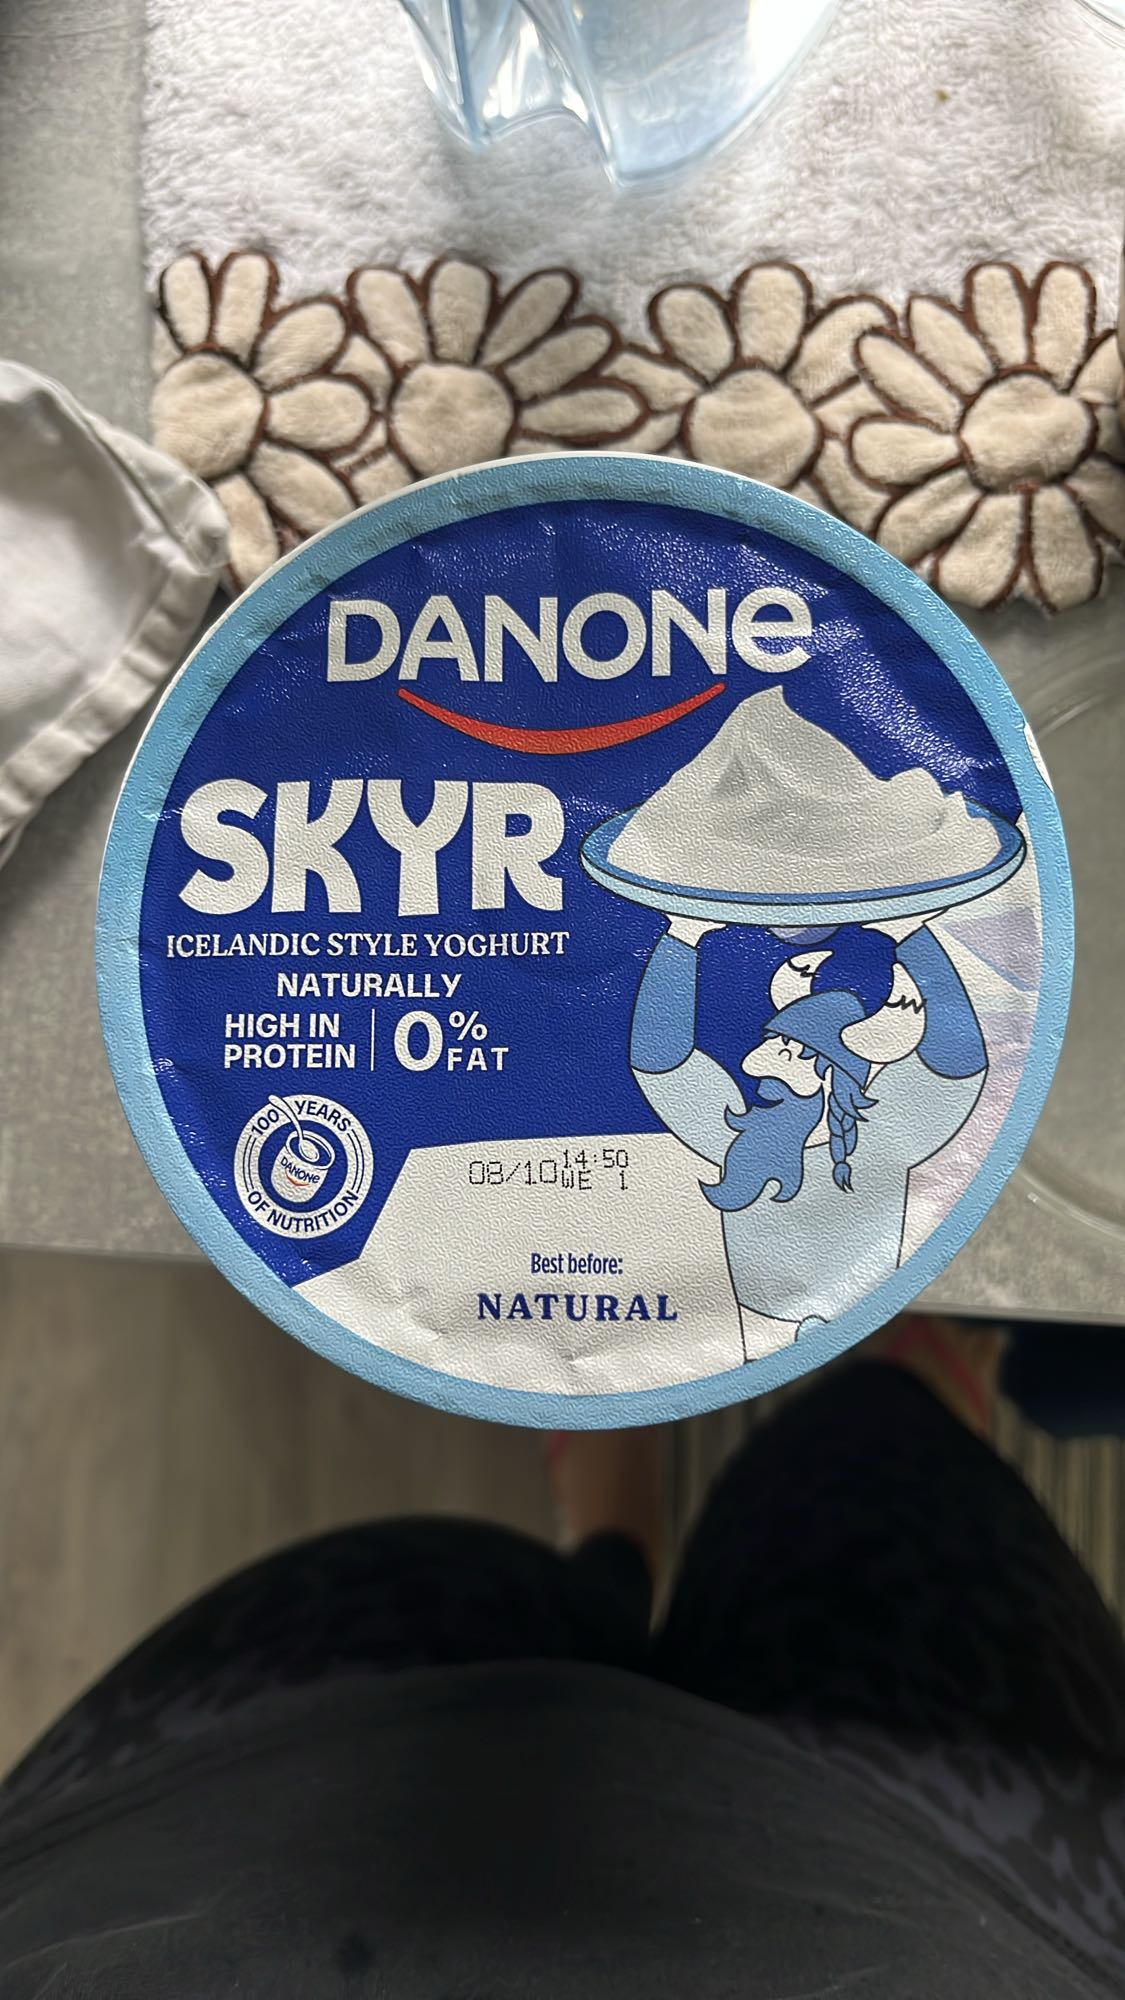 DANONe
SKYR
ICELANDIC STYLE YOGHURT
NATURALLY
HIGH IN
PROTEIN
0%
FAT
100 YEARS
DANONe
OF NUTRITION
08/10 14:50
WE 1
Best before:
NATURAL